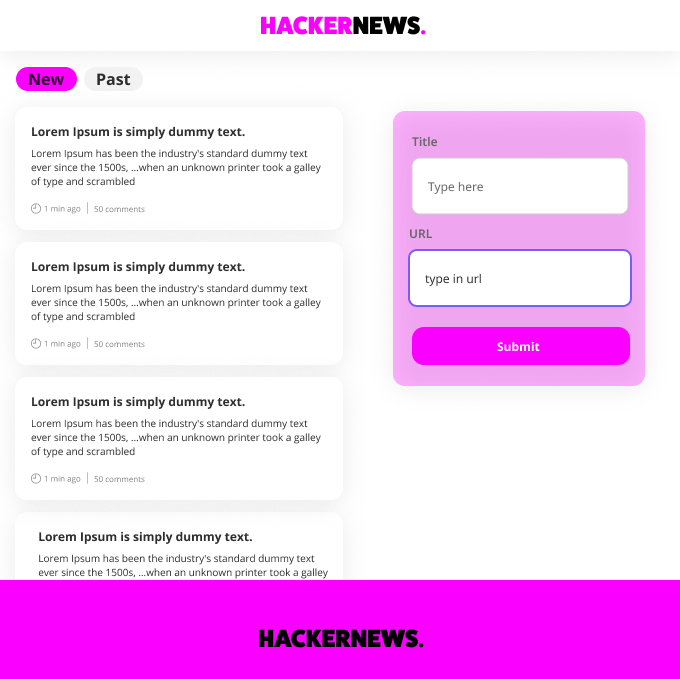 HACKERNEWS.
New
Past
Lorem Ipsum is simply dummy text.
Lorem Ipsum has been the industry's standard dummy text
ever since the 1500s, ...when an unknown printer took a galley
of type and scrambled
1 min ago
50 comments
Lorem Ipsum is simply dummy text.
Lorem Ipsum has been the industry's standard dummy text
ever since the 1500s, ...when an unknown printer took a galley
of type and scrambled
1 min ago
50 comments
Lorem Ipsum is simply dummy text.
Lorem Ipsum has been the industry's standard dummy text
ever since the 1500s, ...when an unknown printer took a galley
of type and scrambled
1 min ago
50 comments
Lorem Ipsum is simply dummy text.
Lorem Ipsum has been the industry's standard dummy text
ever since the 1500s, ...when an unknown printer took a galley
Title
Type here
URL
type in url
Submit
HACKERNEWS.